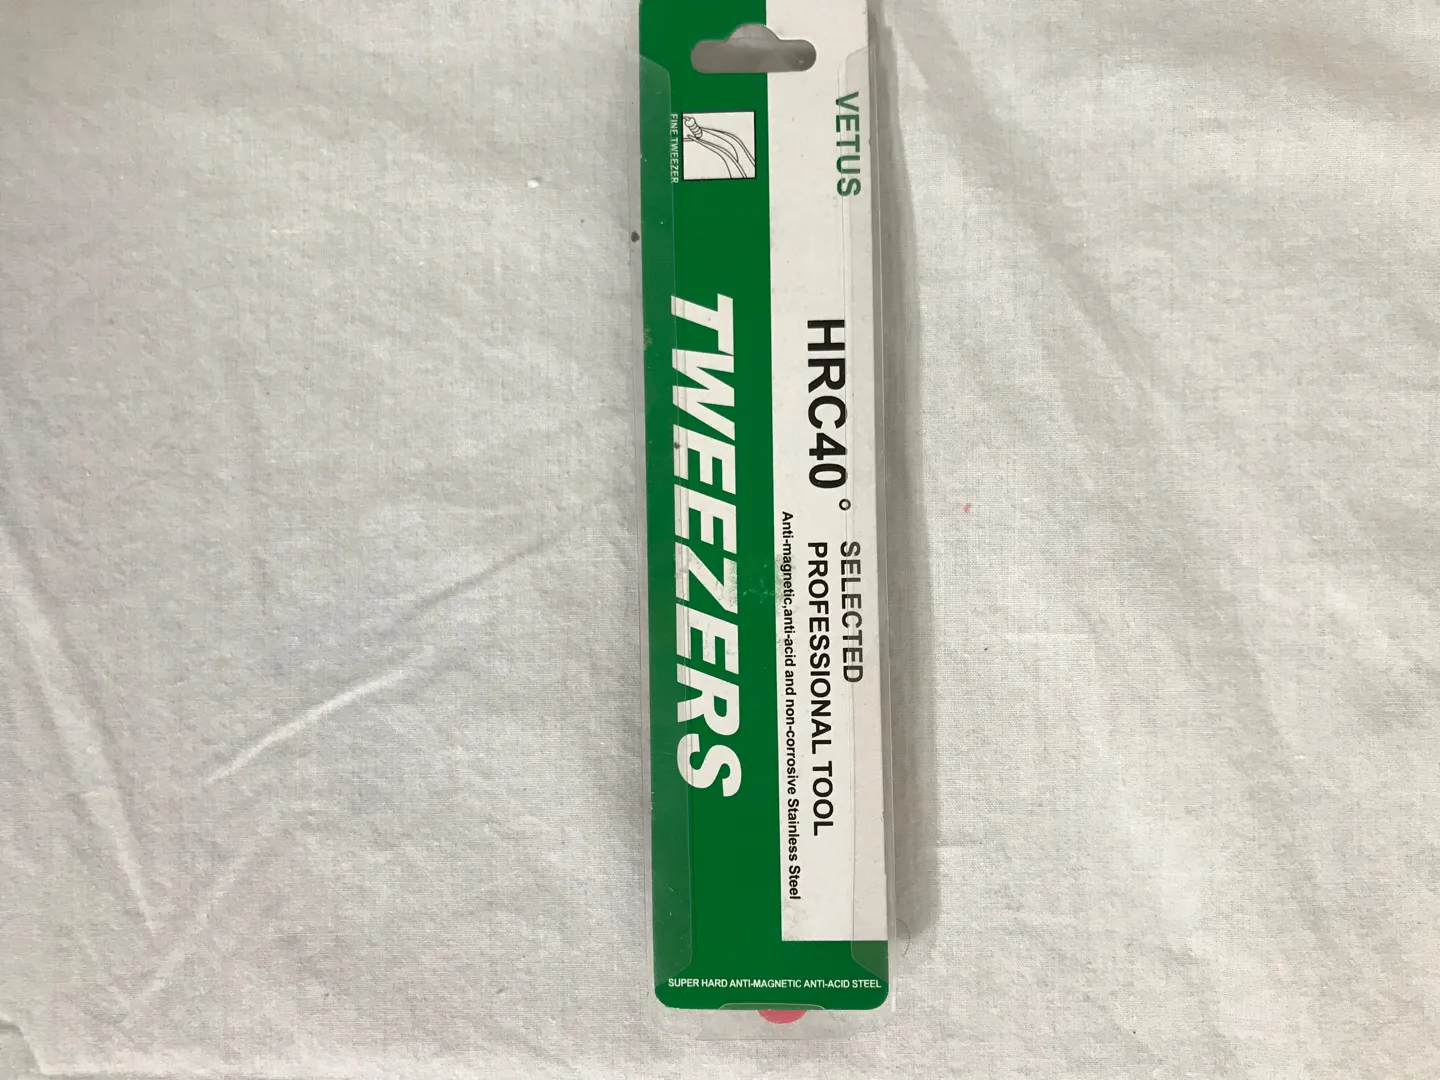 VETUS
HRC40°
SELECTED
PROFESSIONAL TOOL
Anti-magnetic,anti-acid and non-corrosive Stainless Steel
FINE TWEEZER
TWEEZERS
SUPER HARD ANTI-MAGNETIC ANTI-ACID STEEL